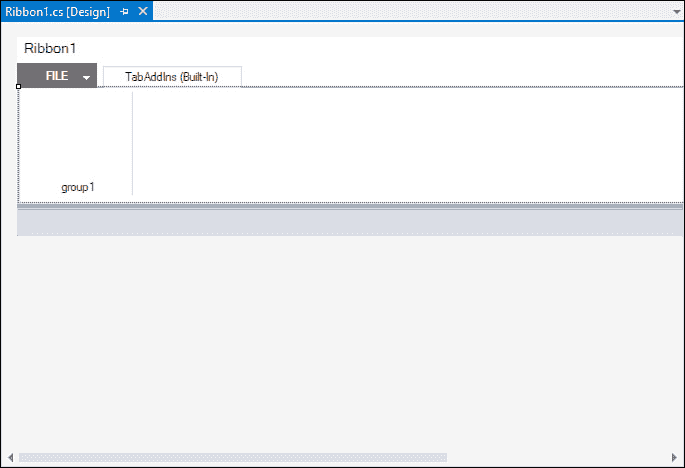 Ribbon1.cs [Design]
Ribbon1
FILE
TabAddIns (Built-In)
group1